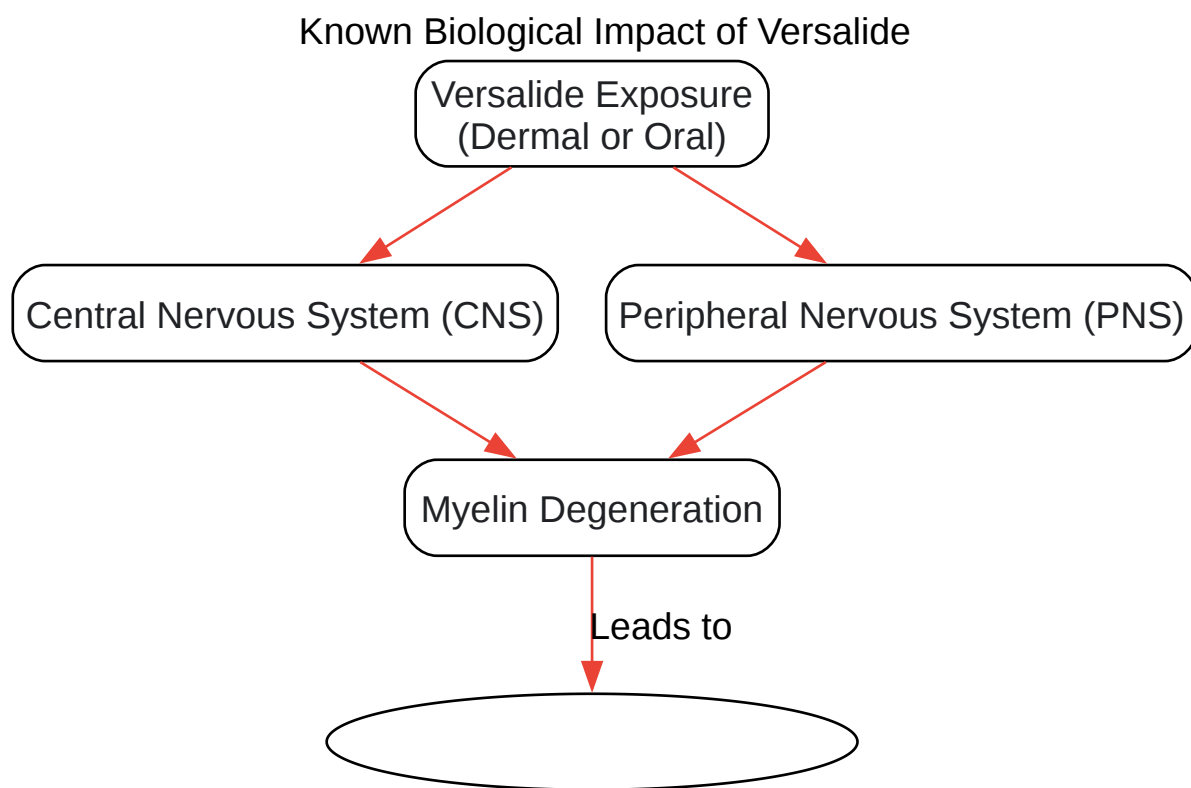 Known Biological Impact of Versalide
Versalide Exposure
(Dermal or Oral)
Central Nervous System (CNS)
Peripheral Nervous System (PNS)
Myelin Degeneration
Leads to